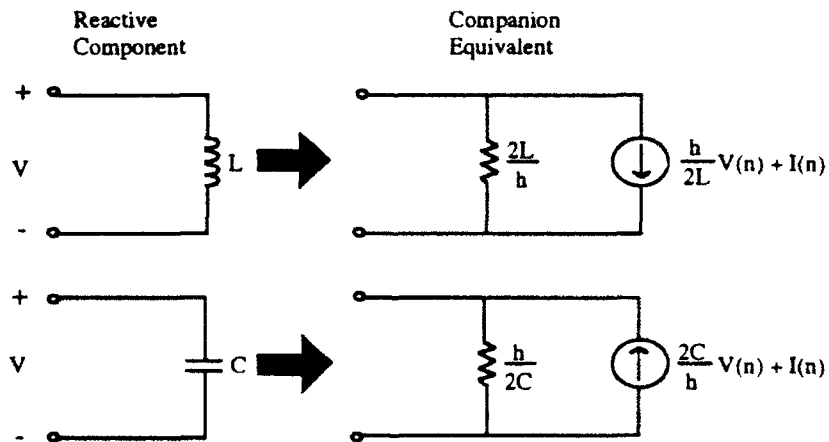 Reactive
Component
Companion
Equivalent
+
V
-
L
2L
h
h
2L
V(n) + I(n)
+
V
-
C
h
2C
2C
h
V(n) + I(n)